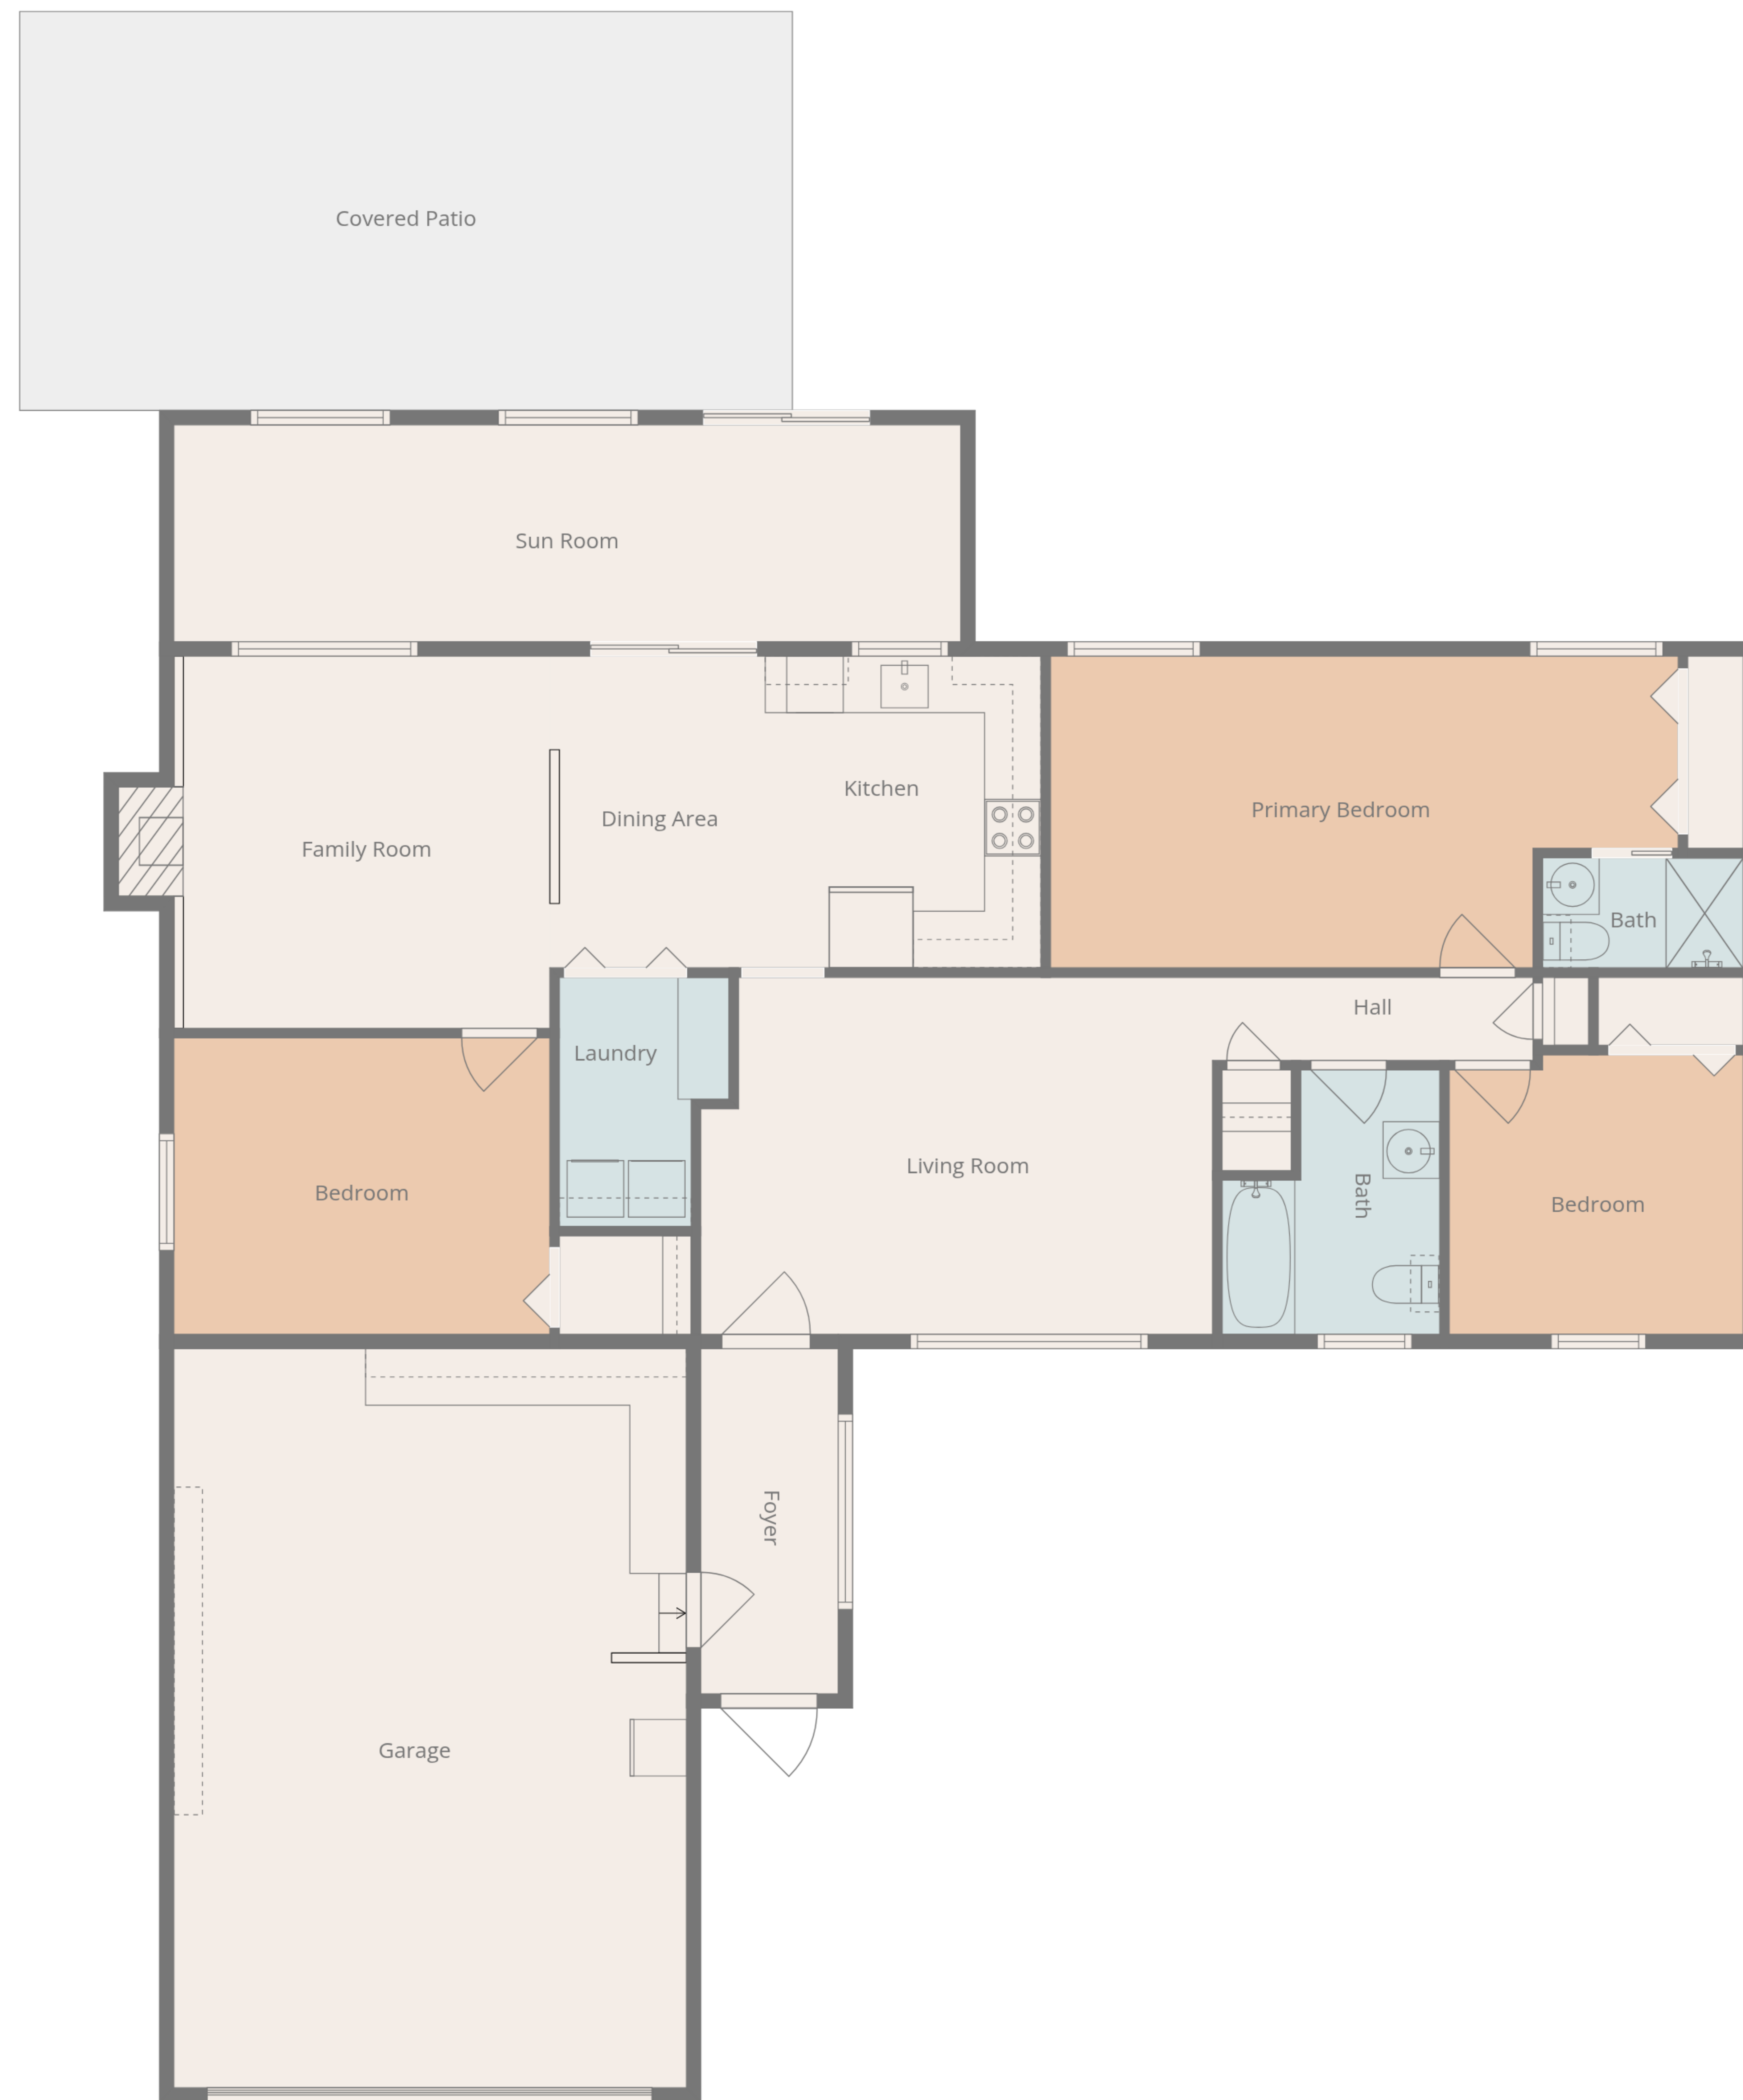 Covered Patio
Sun Room
Kitchen
Primary Bedroom
Dining Area
Family Room
Bath
Hall
Laundry
Living Room
Bedroom
Bath
Bedroom
Foyer
Garage